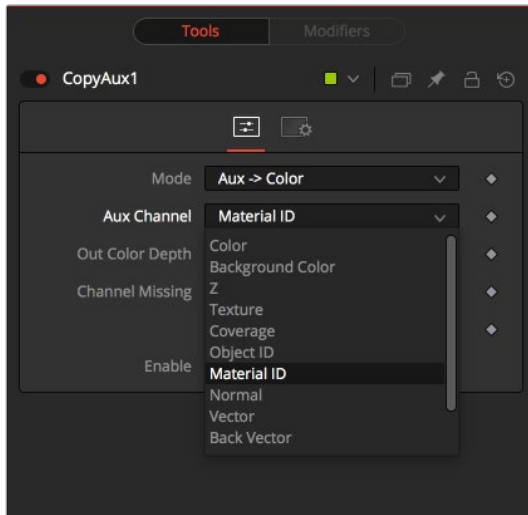 Tools Modifiers
CopyAux1
Mode Aux -> Color
Aux Channel Material ID
Out Color Depth
Channel Missing
Enable
Color
Background Color
Z
Texture
Coverage
Object ID
Material ID
Normal
Vector
Back Vector